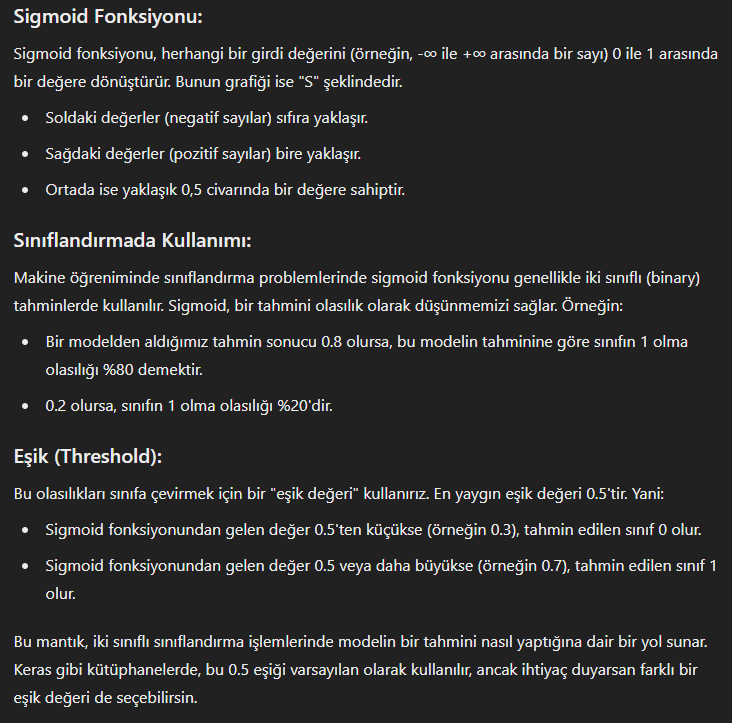 Sigmoid Fonksiyonu:
Sigmoid fonksiyonu, herhangi bir girdi değerini (örneğin, -∞ ile +∞ arasında bir sayı) 0 ile 1 arasında
bir değere dönüştürür. Bunun grafiği ise "S" şeklindedir.
• Soldaki değerler (negatif sayılar) sıfıra yaklaşır.
• Sağdaki değerler (pozitif sayılar) bire yaklaşır.
• Ortada ise yaklaşık 0,5 civarında bir değere sahiptir.
Sınıflandırmada Kullanımı:
Makine öğreniminde sınıflandırma problemlerinde sigmoid fonksiyonu genellikle iki sınıflı (binary)
tahminlerde kullanılır. Sigmoid, bir tahmini olasılık olarak düşünmemizi sağlar. Örneğin:
• Bir modelden aldığımız tahmin sonucu 0.8 olursa, bu modelin tahminine göre sınıfın 1 olma
olasılığı %80 demektir.
• 0.2 olursa, sınıfın 1 olma olasılığı %20'dir.
Eşik (Threshold):
Bu olasılıkları sınıfa çevirmek için bir "eşik değeri" kullanırız. En yaygın eşik değeri 0.5'tir. Yani:
• Sigmoid fonksiyonundan gelen değer 0.5'ten küçükse (örneğin 0.3), tahmin edilen sınıf 0 olur.
• Sigmoid fonksiyonundan gelen değer 0.5 veya daha büyükse (örneğin 0.7), tahmin edilen sınıf 1
olur.
Bu mantık, iki sınıflı sınıflandırma işlemlerinde modelin bir tahmini nasıl yaptığına dair bir yol sunar.
Keras gibi kütüphanelerde, bu 0.5 eşiği varsayılan olarak kullanılır, ancak ihtiyaç duyarsan farklı bir
eşik değeri de seçebilirsin.